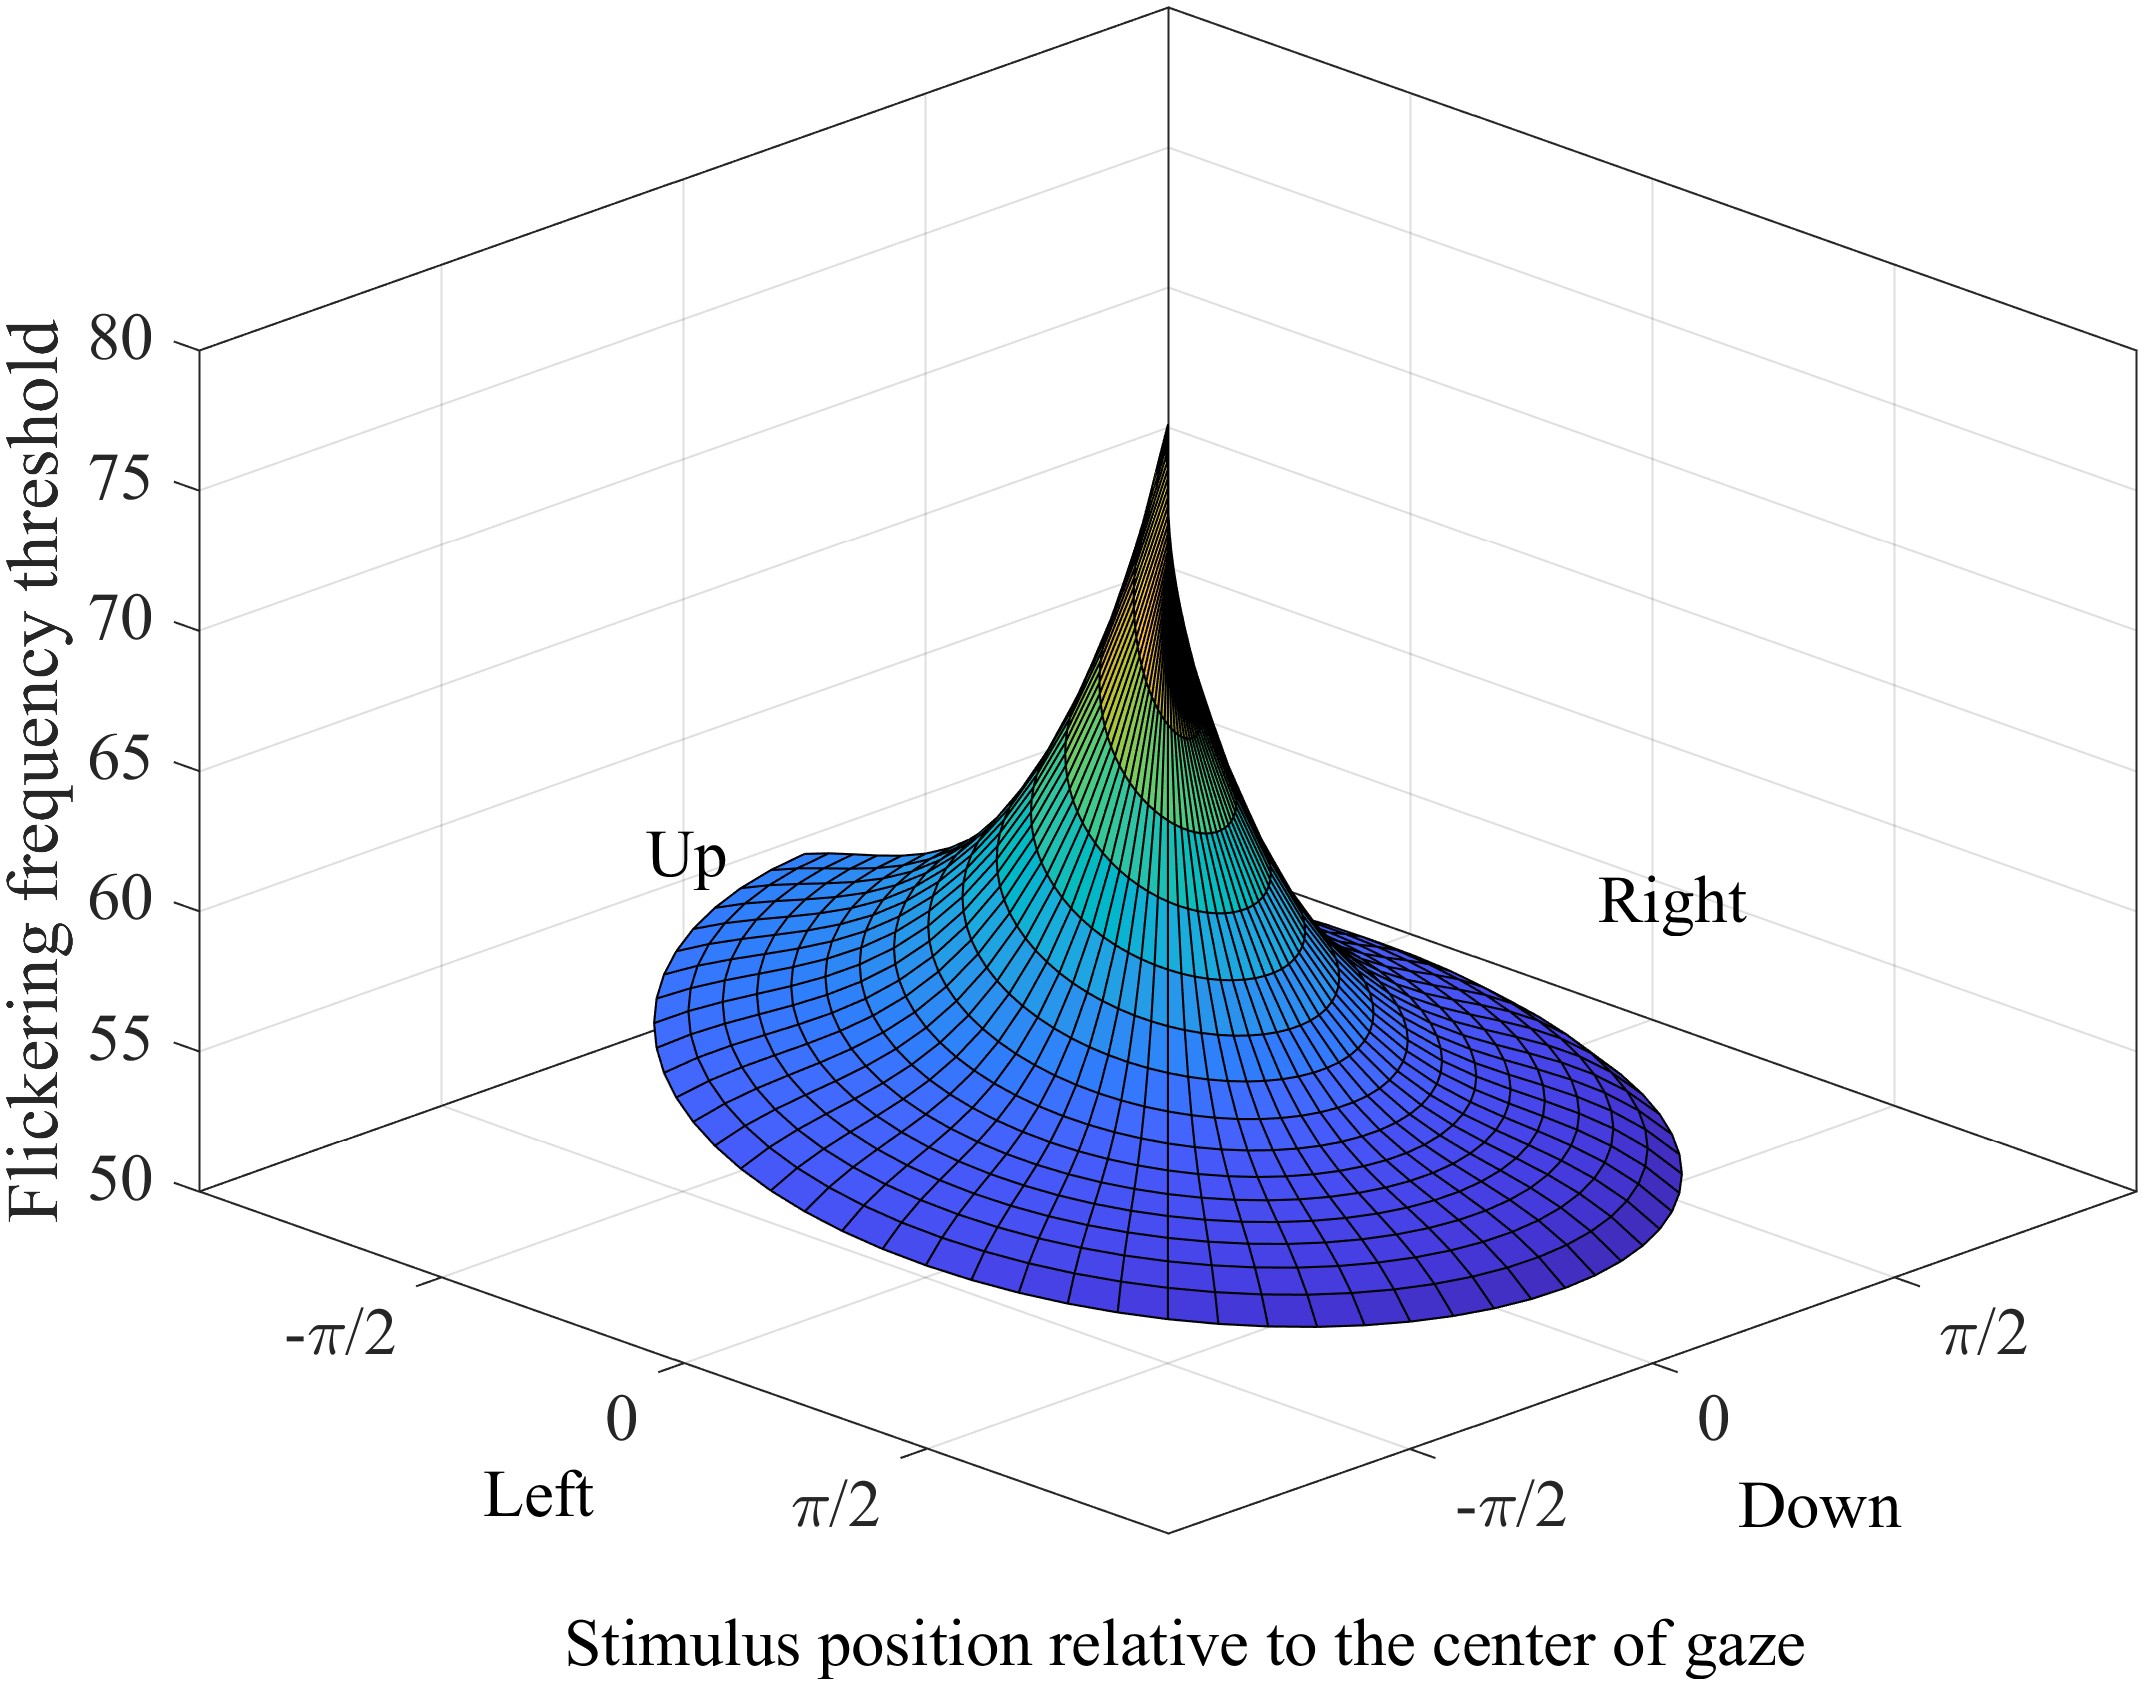 Flickering frequency threshold
80
75
70
65
60
55
50
Up
Right
-π/2
0
π/2
Left
-π/2
0
π/2
Down
Stimulus position relative to the center of gaze